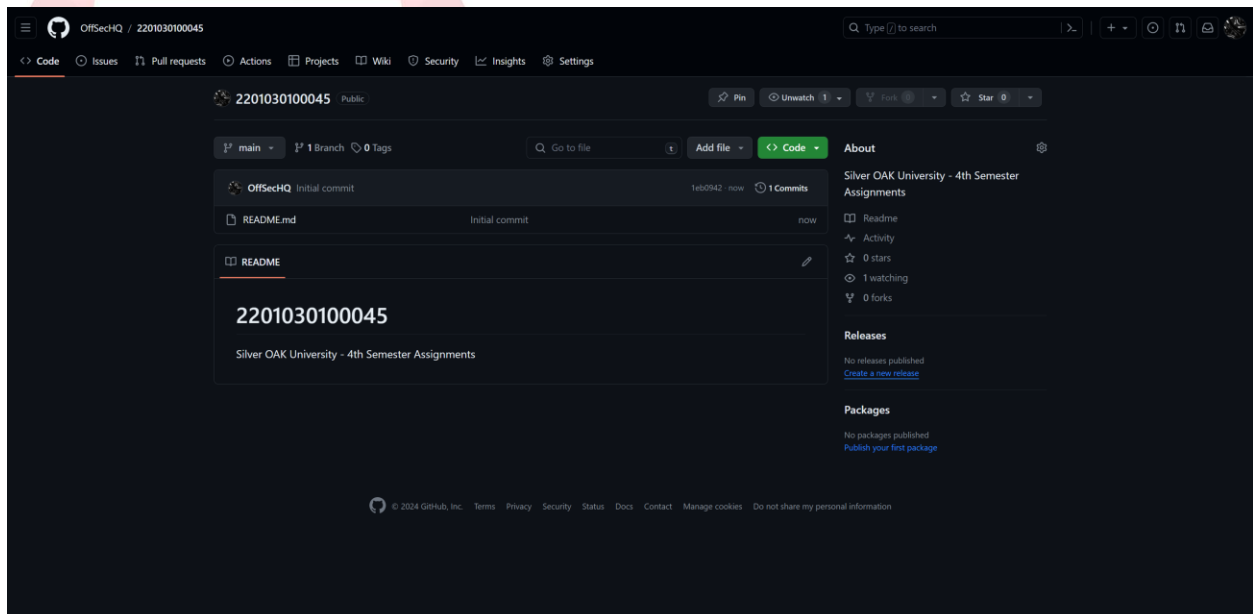 OffSecHQ / 2201030100045
Type / to search
Code Issues Pull requests Actions Projects Wiki Security Insights Settings
2201030100045 Public
Pin Unwatch 1 Fork 0 Star 0
main 1 Branch 0 Tags
Go to file t Add file Code
OffSecHQ Initial commit 1eb0942 · now 1 Commits
README.md Initial commit now
README
2201030100045
Silver OAK University - 4th Semester Assignments
About
Silver OAK University - 4th Semester
Assignments
Readme
Activity
0 stars
1 watching
0 forks
Releases
No releases published
Create a new release
Packages
No packages published
Publish your first package
© 2024 GitHub, Inc. Terms Privacy Security Status Docs Contact Manage cookies Do not share my personal information